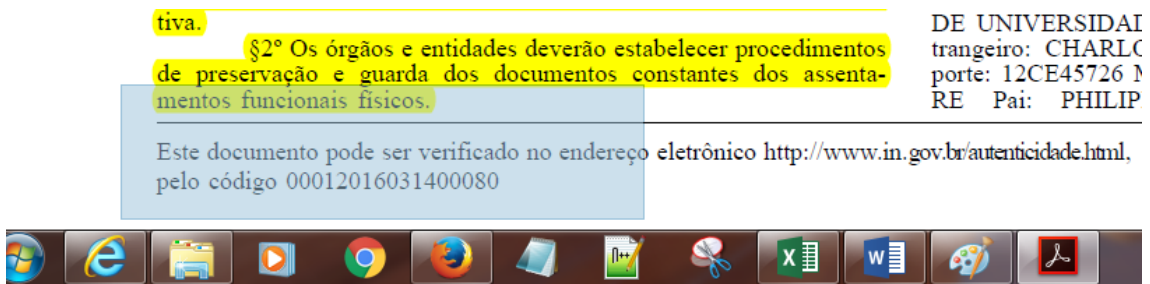 tiva.
§2º Os órgãos e entidades deverão estabelecer procedimentos
de preservação e guarda dos documentos constantes dos assenta-
mentos funcionais físicos.
DE UNIVERSIDAD
trangeiro: CHARLO
porte: 12CE45726 M
RE Pai: PHILIP
Este documento pode ser verificado no endereço eletrônico http://www.in.gov.br/autenticidade.html,
pelo código 00012016031400080